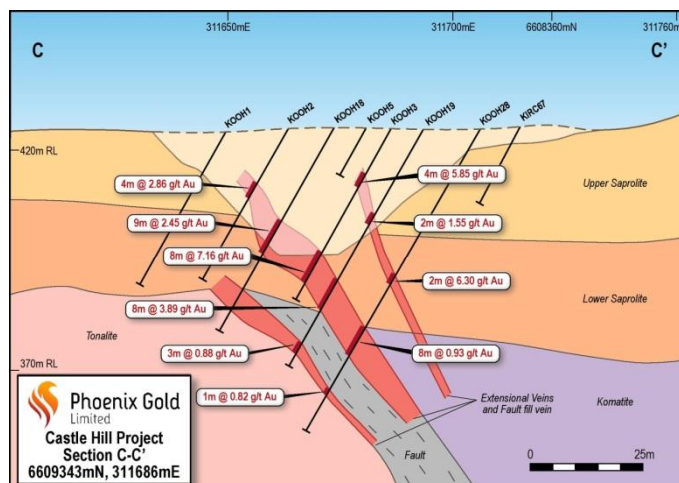 311650mE
311700mE
6608360mN
311760mE
C
C'
KOOH1
KOOH2
KOOH18
KOOH5
KOOH3
KOOH19
KOOH28
KIRC67
420m RL
4m @ 2.86 g/t Au
4m @ 5.85 g/t Au
Upper Saprolite
9m @ 2.45 g/t Au
2m @ 1.55 g/t Au
8m @ 7.16 g/t Au
2m @ 6.30 g/t Au
8m @ 3.89 g/t Au
Lower Saprolite
Tonalite
3m @ 0.88 g/t Au
8m @ 0.93 g/t Au
370m RL
1m @ 0.82 g/t Au
Extensional Veins
and Fault fill vein
Komatite
Phoenix Gold
Limited
Castle Hill Project
Section C-C'
6609343mN, 311686mE
Fault
0
25m